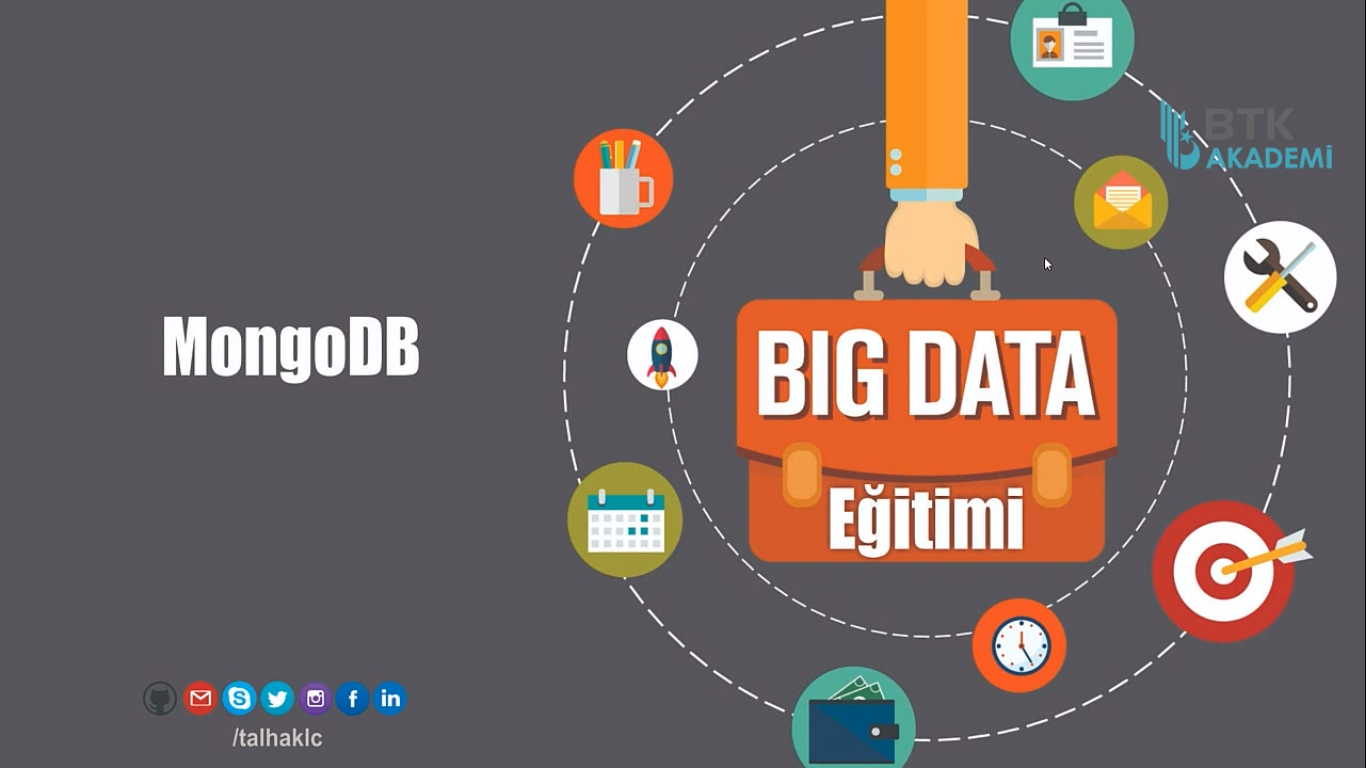 BTK
AKADEMİ
MongoDB
BIG DATA
Eğitimi
/talhaklc